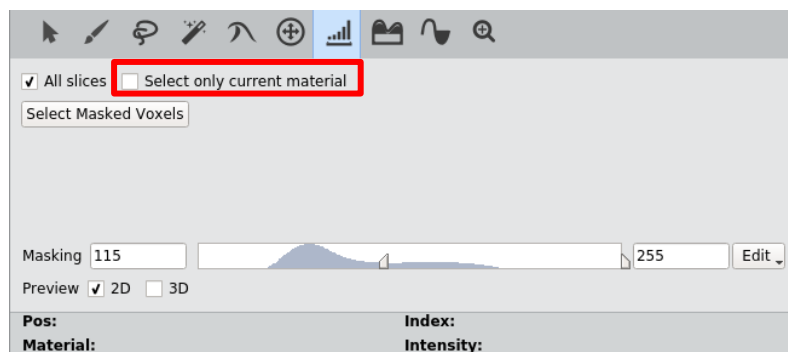 All slices Select only current material
Select Masked Voxels
Masking 115 255 Edit
Preview 2D 3D
Pos: Index:
Material: Intensity: